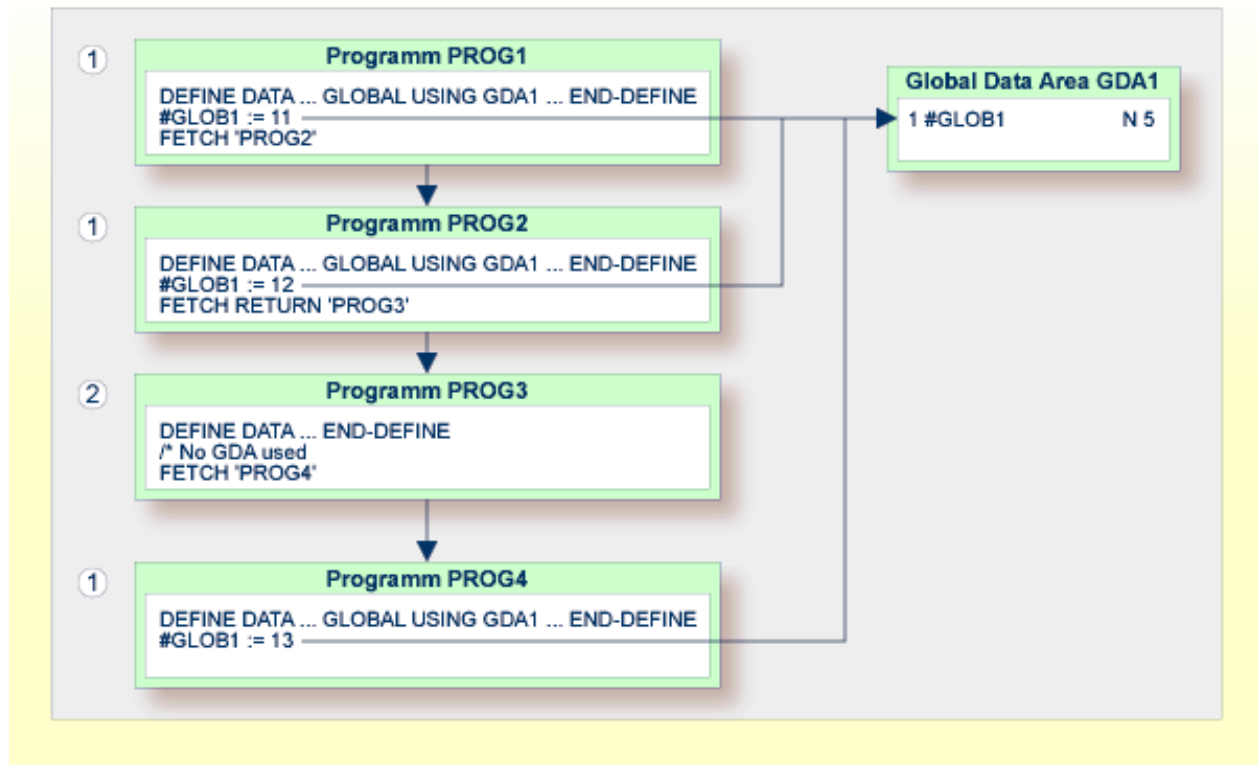 1
Programm PROG1
DEFINE DATA ... GLOBAL USING GDA1 ... END-DEFINE
#GLOB1 := 11
FETCH 'PROG2'
Global Data Area GDA1
1 #GLOB1 N 5
1
Programm PROG2
DEFINE DATA ... GLOBAL USING GDA1 ... END-DEFINE
#GLOB1 := 12
FETCH RETURN 'PROG3'
2
Programm PROG3
DEFINE DATA ... END-DEFINE
/* No GDA used
FETCH 'PROG4'
1
Programm PROG4
DEFINE DATA ... GLOBAL USING GDA1 ... END-DEFINE
#GLOB1 := 13